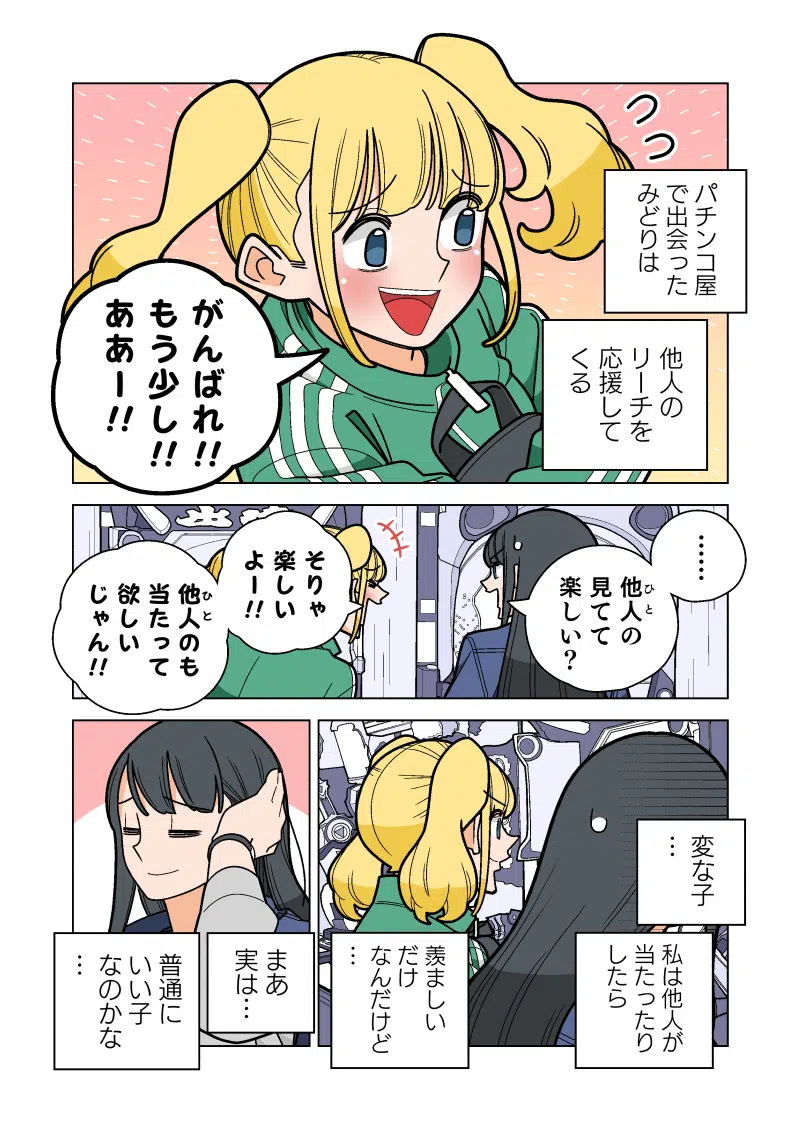 パチンコ屋
で出会った
みどりは
他人の
リーチを
応援して
くる
がんばれ!!
もう少し!!
ああー!!
……
他人の
ひと
見てて
楽しい?
そりゃ
楽しい
よー!!
他人のも
ひと
当たって
欲しい
じゃん!!
変な子
…
私は他人が
当たったり
したら
羨ましい
だけ
なんだけど
…
まあ
実は…
普通に
いい子
なのかな
…